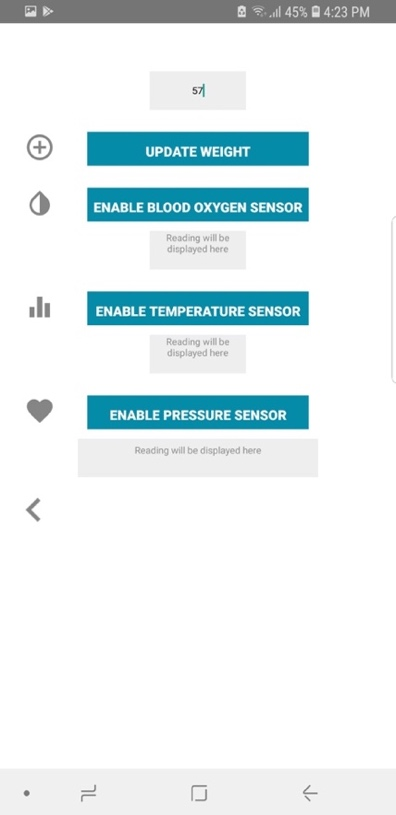 45% 4:23 PM
57
UPDATE WEIGHT
ENABLE BLOOD OXYGEN SENSOR
Reading will be
displayed here
ENABLE TEMPERATURE SENSOR
Reading will be
displayed here
ENABLE PRESSURE SENSOR
Reading will be displayed here